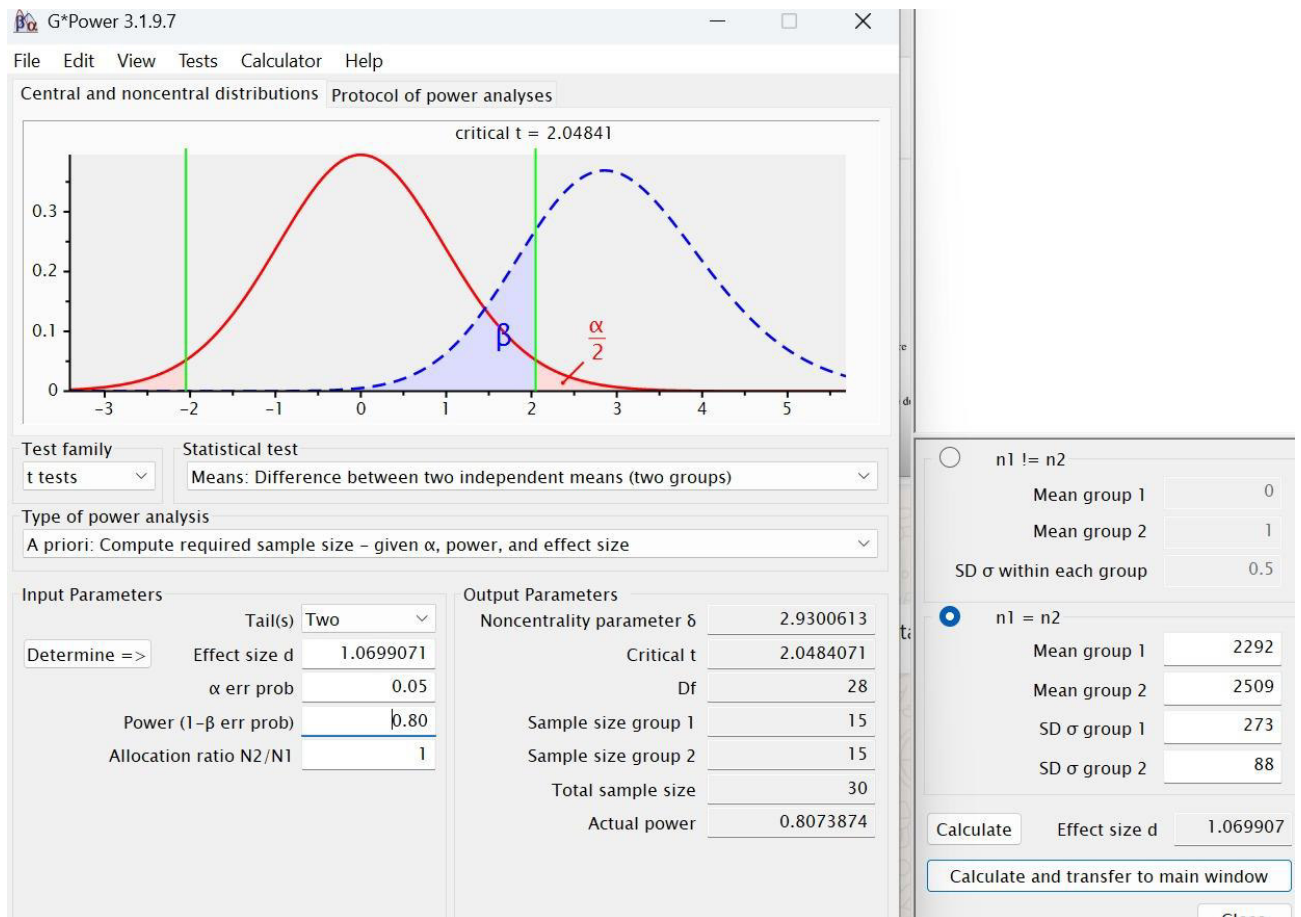 G*Power 3.1.9.7
File Edit View Tests Calculator Help
Central and noncentral distributions Protocol of power analyses
critical t = 2.04841
0.3
0.2
0.1
0
β
α
2
-3 -2 -1 0 1 2 3 4 5
Test family
t tests
Statistical test
Means: Difference between two independent means (two groups)
Type of power analysis
A priori: Compute required sample size – given α, power, and effect size
Input Parameters
Tail(s) Two
Determine => Effect size d 1.0699071
α err prob 0.05
Power (1-β err prob) 0.80
Allocation ratio N2/N1 1
Output Parameters
Noncentrality parameter δ 2.9300613
Critical t 2.0484071
Df 28
Sample size group 1 15
Sample size group 2 15
Total sample size 30
Actual power 0.8073874
n1 != n2
Mean group 1 0
Mean group 2 1
SD σ within each group 0.5
n1 = n2
Mean group 1 2292
Mean group 2 2509
SD σ group 1 273
SD σ group 2 88
Calculate Effect size d 1.069907
Calculate and transfer to main window